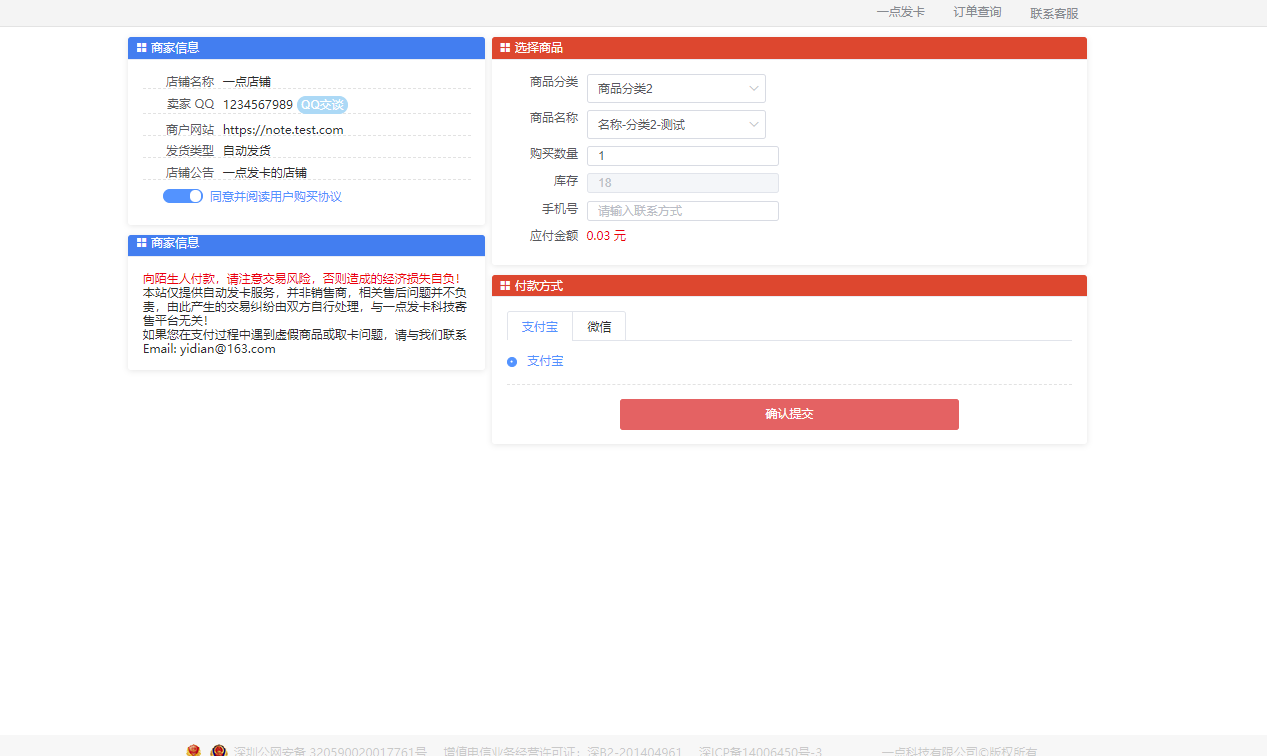 一点发卡 订单查询 联系客服
商家信息
店铺名称 一点店铺
卖家 QQ 1234567989 QQ交谈
商户网站 https://note.test.com
发货类型 自动发货
店铺公告 一点发卡的店铺
同意并阅读用户购买协议
商家信息
向陌生人付款，请注意交易风险，否则造成的经济损失自负！
本站仅提供自动发卡服务，并非销售商，相关售后问题并不负
责，由此产生的交易纠纷由双方自行处理，与一点发卡科技寄
售平台无关！
如果您在支付过程中遇到虚假商品或取卡问题，请与我们联系
Email: yidian@163.com
选择商品
商品分类 商品分类2
商品名称 名称-分类2-测试
购买数量 1
库存 18
手机号 请输入联系方式
应付金额 0.03 元
付款方式
支付宝 微信
支付宝
确认提交
深圳公网安备 320590020017761号 增值电信业务经营许可证：深B2-201404961 深ICP备14006450号-3 一点科技有限公司©版权所有